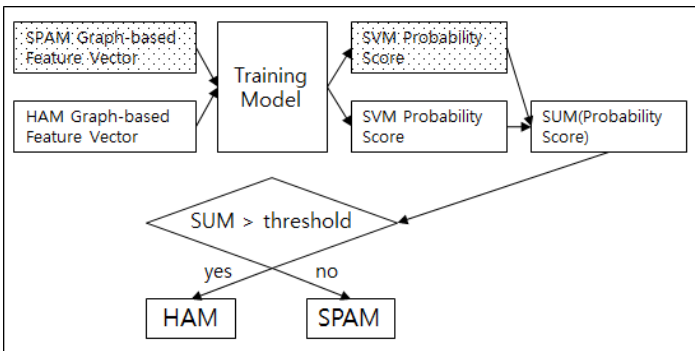 SPAM Graph-based
Feature Vector
SVM Probability
Score
Training
Model
HAM Graph-based
Feature Vector
SVM Probability
Score
SUM(Probability
Score)
SUM > threshold
yes
no
HAM
SPAM